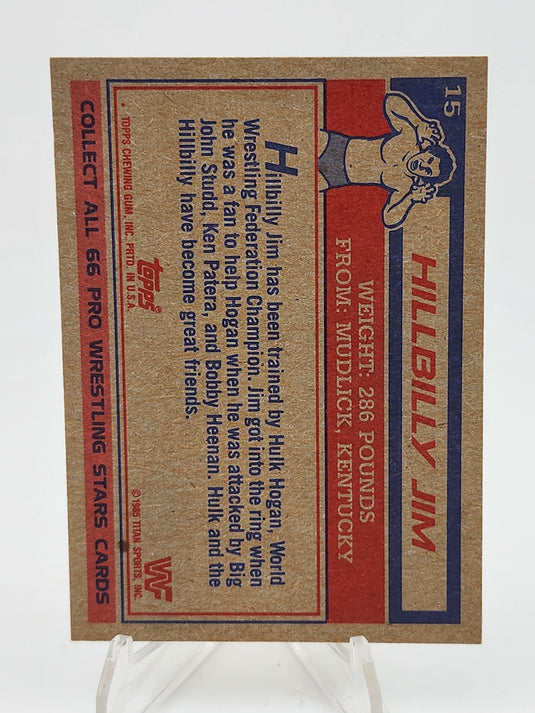 15
HILLBILLY JIM
WEIGHT: 286 POUNDS
FROM: MUDLICK, KENTUCKY
Hillbilly Jim has been trained by Hulk Hogan, World
Wrestling Federation Champion. Jim got into the ring when
he was a fan to help Hogan when he was attacked by Big
John Studd, Ken Patera, and Bobby Heenan. Hulk and the
Hillbilly have become great friends.
topps®
W
* TOPPS CHEWING GUM, INC. PRTD. IN U.S.A.
©1985 TITAN SPORTS, INC.
COLLECT ALL 66 PRO WRESTLING STARS CARDS